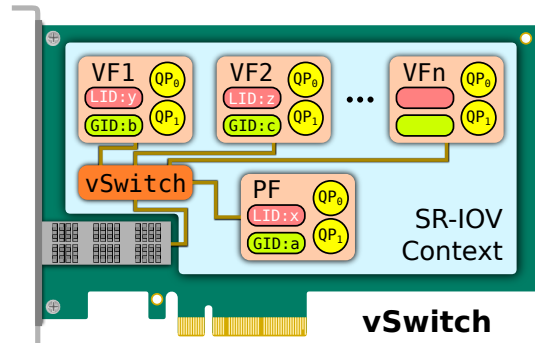 VF1
QP₀
LID:y
GID:b
QP₁
VF2
QP₀
LID:z
GID:c
QP₁
...
VFn
QP₀
QP₁
vSwitch
PF
QP₀
LID:x
GID:a
QP₁
SR-IOV
Context
vSwitch